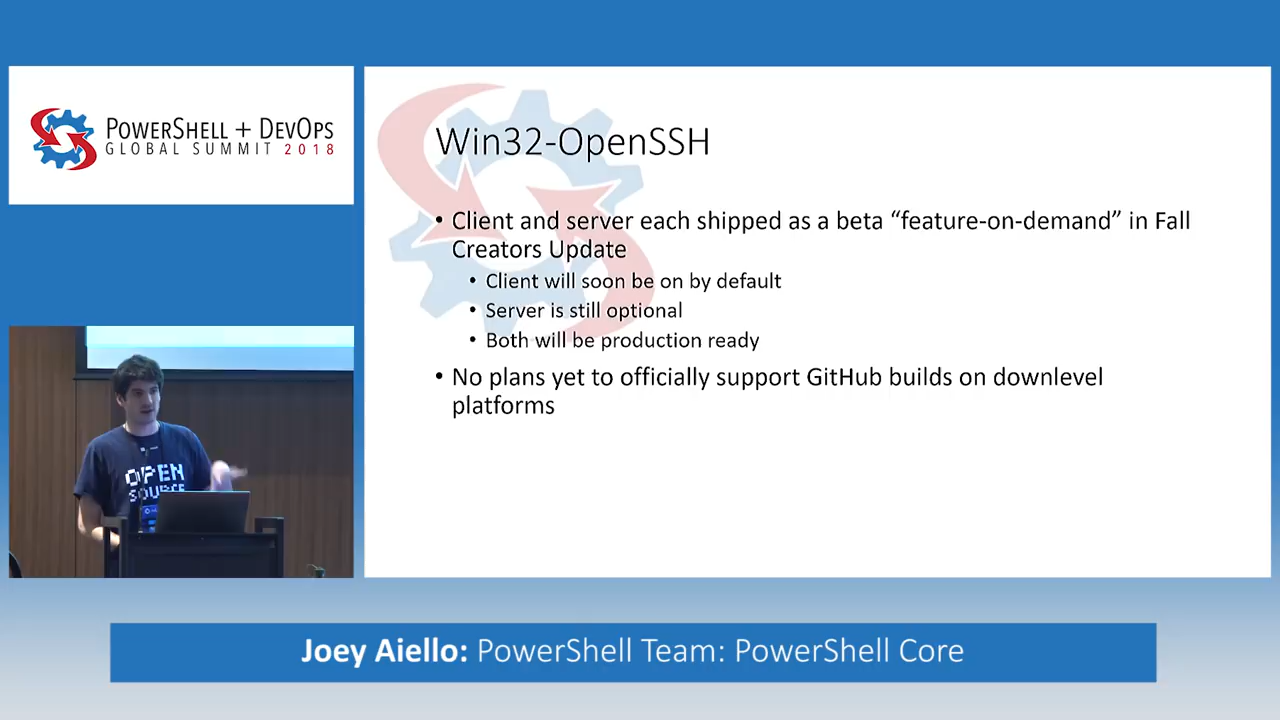 POWERSHELL + DEVOPS
GLOBAL SUMMIT 2018
Win32-OpenSSH
• Client and server each shipped as a beta “feature-on-demand” in Fall
Creators Update
• Client will soon be on by default
• Server is still optional
• Both will be production ready
• No plans yet to officially support GitHub builds on downlevel
platforms
OPEN
SOURCE
Joey Aiello: PowerShell Team: PowerShell Core